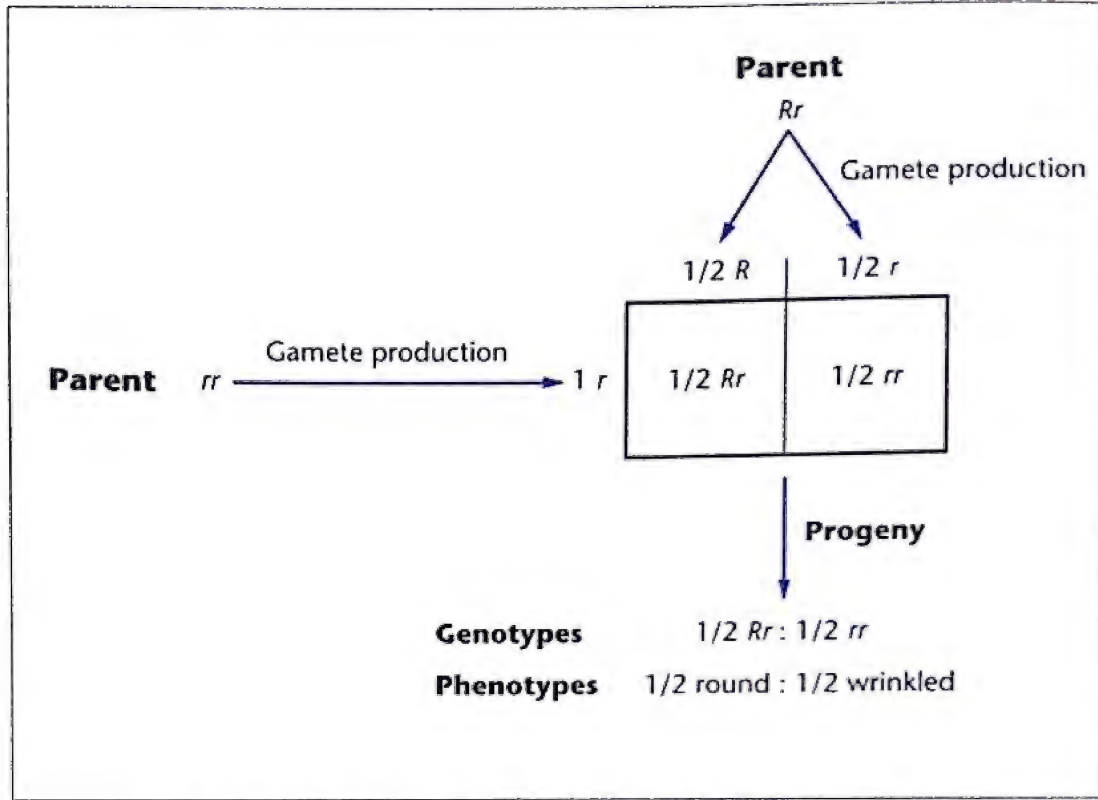 Parent
Rr
Gamete production
1/2 R
1/2 r
Parent rr Gamete production 1 r
1/2 Rr
1/2 rr
Progeny
Genotypes 1/2 Rr : 1/2 rr
Phenotypes 1/2 round : 1/2 wrinkled